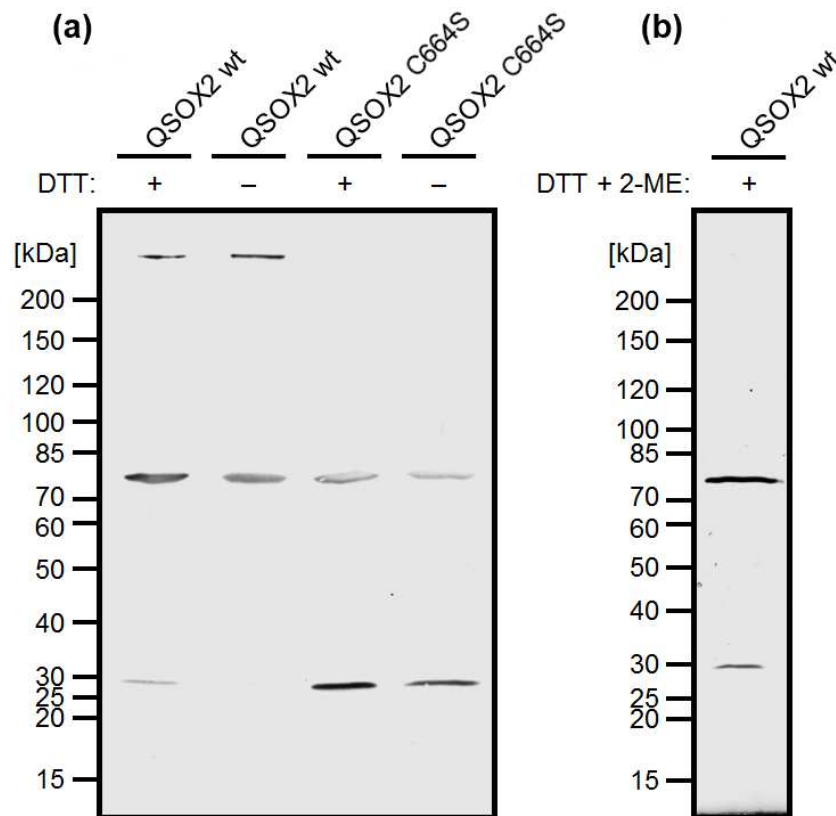 (a)
QSOX2 wt
QSOX2 wt
QSOX2 C664S
QSOX2 C664S
DTT: + – + –
[kDa]
200
150
120
100
85
70
60
50
40
30
25
20
15
(b)
QSOX2 wt
DTT + 2-ME: +
[kDa]
200
150
120
100
85
70
60
50
40
30
25
20
15